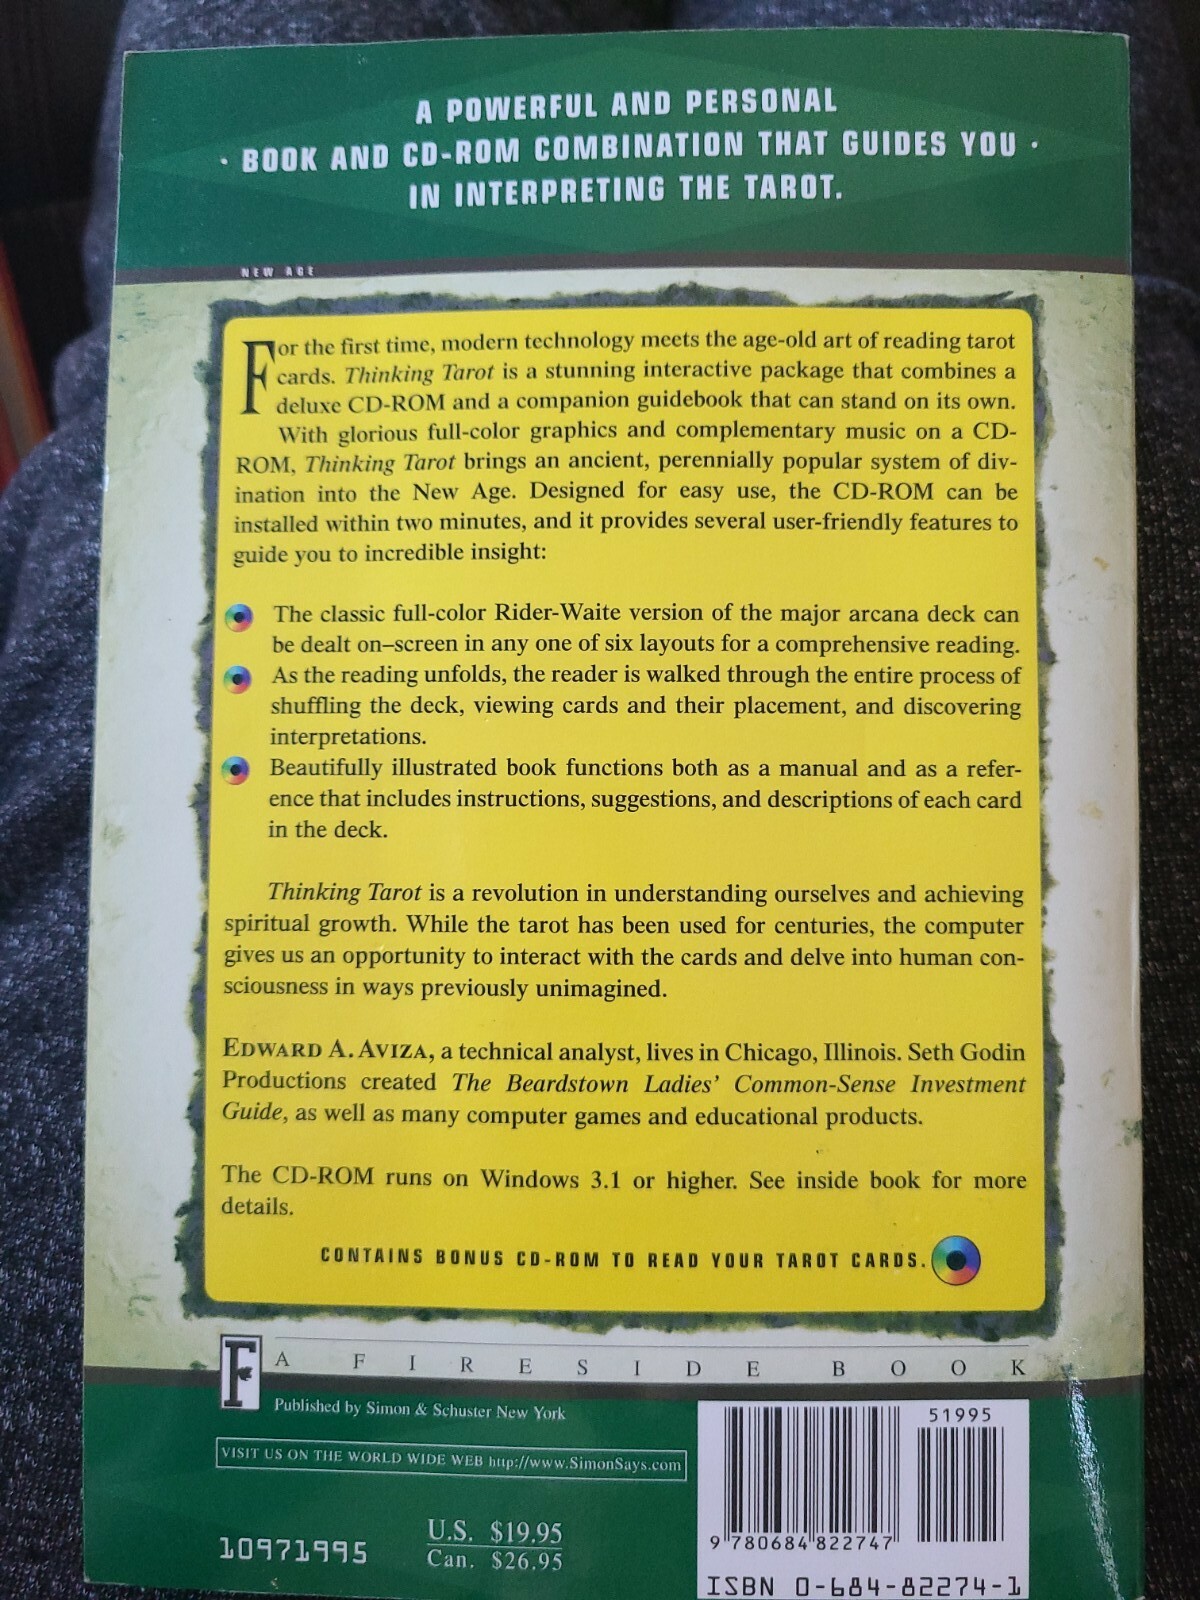 A POWERFUL AND PERSONAL
• BOOK AND CD-ROM COMBINATION THAT GUIDES YOU •
IN INTERPRETING THE TAROT.
NEW AGE
For the first time, modern technology meets the age-old art of reading tarot
cards. Thinking Tarot is a stunning interactive package that combines a
deluxe CD-ROM and a companion guidebook that can stand on its own.
With glorious full-color graphics and complementary music on a CD-
ROM, Thinking Tarot brings an ancient, perennially popular system of div-
ination into the New Age. Designed for easy use, the CD-ROM can be
installed within two minutes, and it provides several user-friendly features to
guide you to incredible insight:
The classic full-color Rider-Waite version of the major arcana deck can
be dealt on–screen in any one of six layouts for a comprehensive reading.
As the reading unfolds, the reader is walked through the entire process of
shuffling the deck, viewing cards and their placement, and discovering
interpretations.
Beautifully illustrated book functions both as a manual and as a refer-
ence that includes instructions, suggestions, and descriptions of each card
in the deck.
Thinking Tarot is a revolution in understanding ourselves and achieving
spiritual growth. While the tarot has been used for centuries, the computer
gives us an opportunity to interact with the cards and delve into human con-
sciousness in ways previously unimagined.
EDWARD A. AVIZA, a technical analyst, lives in Chicago, Illinois. Seth Godin
Productions created The Beardstown Ladies' Common-Sense Investment
Guide, as well as many computer games and educational products.
The CD-ROM runs on Windows 3.1 or higher. See inside book for more
details.
CONTAINS BONUS CD-ROM TO READ YOUR TAROT CARDS.
F
A FIRESIDE BOOK
Published by Simon & Schuster New York
VISIT US ON THE WORLD WIDE WEB http://www.SimonSays.com
10971995
U.S. $19.95
Can. $26.95
51995
9 780684 822747
ISBN 0-684-82274-1